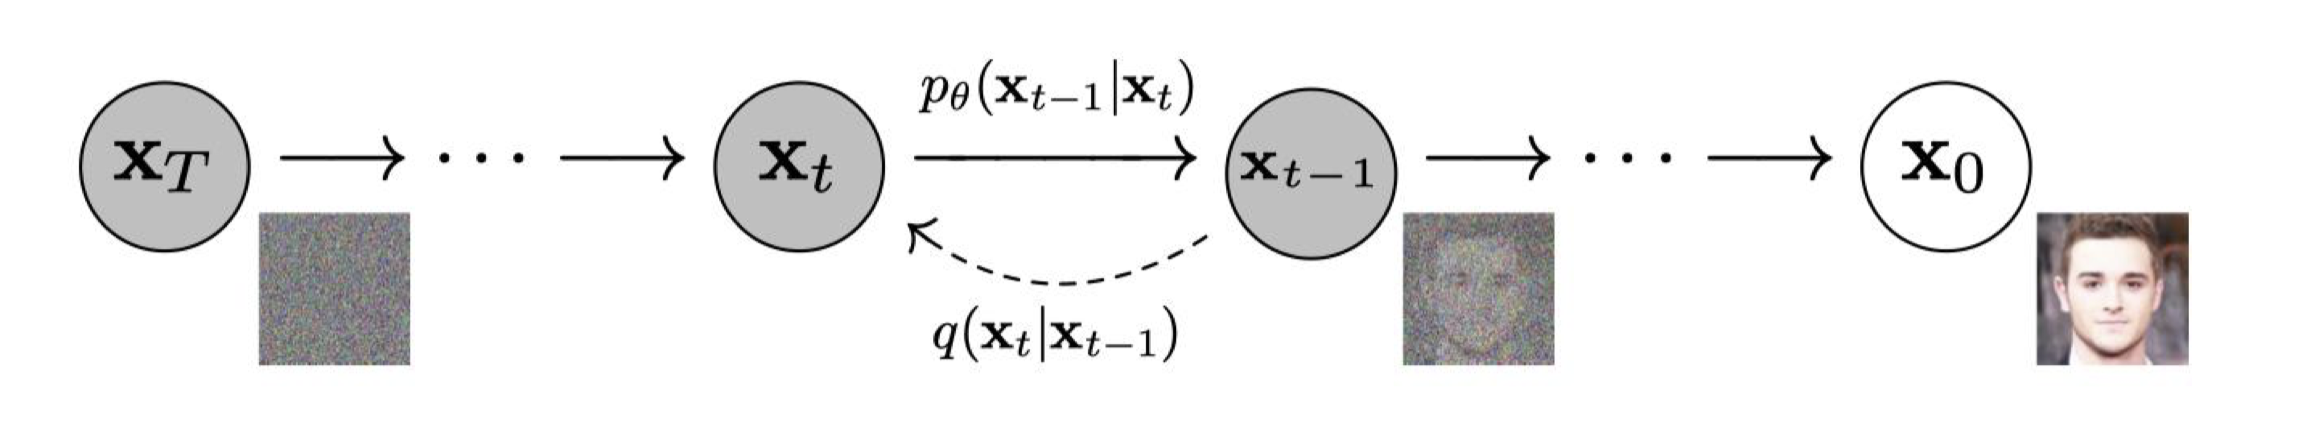 p_θ(x_{t−1}|x_t)
x_T → · · · → x_t → x_{t−1} → · · · → x_0
q(x_t|x_{t−1})